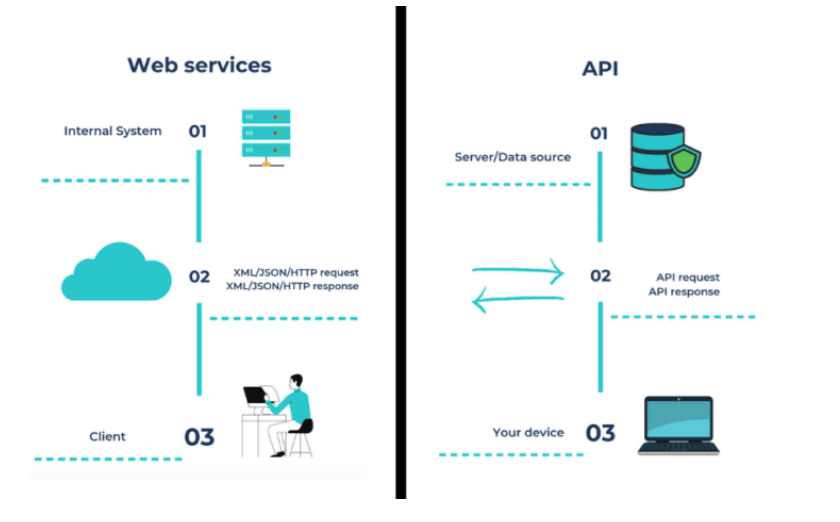 Web services
Internal System
01
02
XML/JSON/HTTP request
XML/JSON/HTTP response
Client
03
API
01
Server/Data source
02
API request
API response
Your device
03